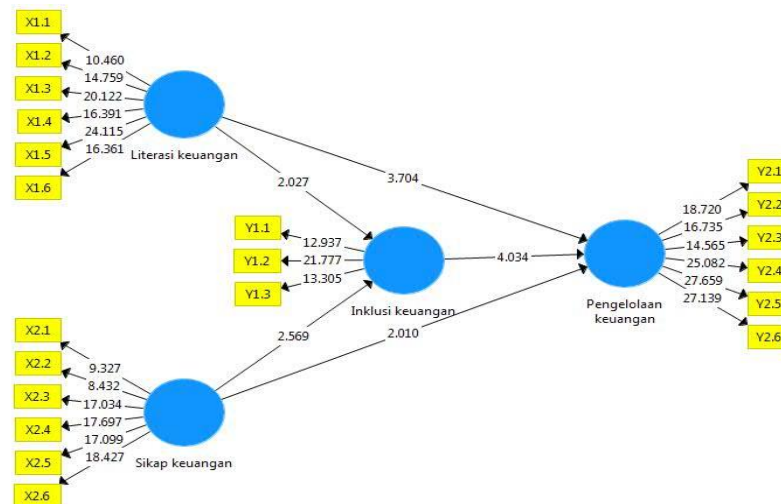 X1.1
X1.2
X1.3
X1.4
X1.5
X1.6
10.460
14.759
20.122
16.391
24.115
16.361
Literasi keuangan
2.027
3.704
Y1.1
Y1.2
Y1.3
12.937
21.777
13.305
Inklusi keuangan
4.034
2.569
2.010
X2.1
X2.2
X2.3
X2.4
X2.5
X2.6
9.327
8.432
17.034
17.697
17.099
18.427
Sikap keuangan
Pengelolaan
keuangan
18.720
16.735
14.565
25.082
27.659
27.139
Y2.1
Y2.2
Y2.3
Y2.4
Y2.5
Y2.6